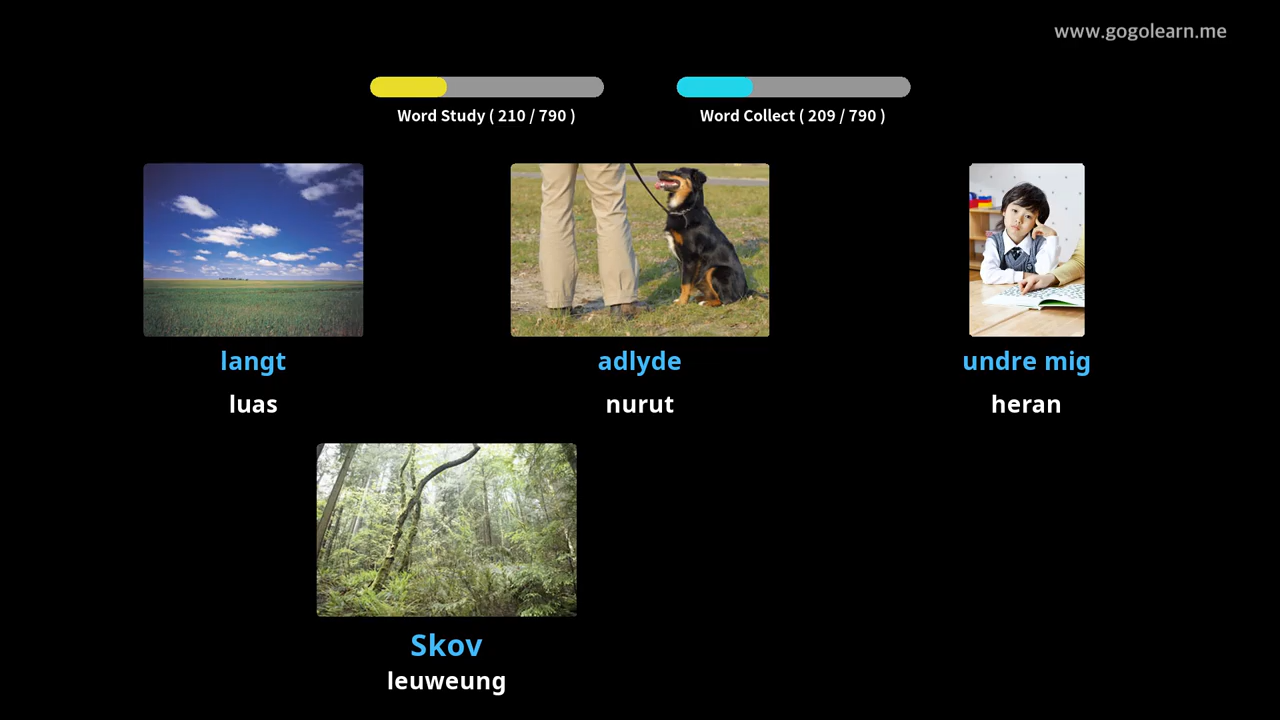 www.gogolearn.me
Word Study ( 210 / 790 )
Word Collect ( 209 / 790 )
langt
adlyde
undre mig
luas
nurut
heran
Skov
leuweung